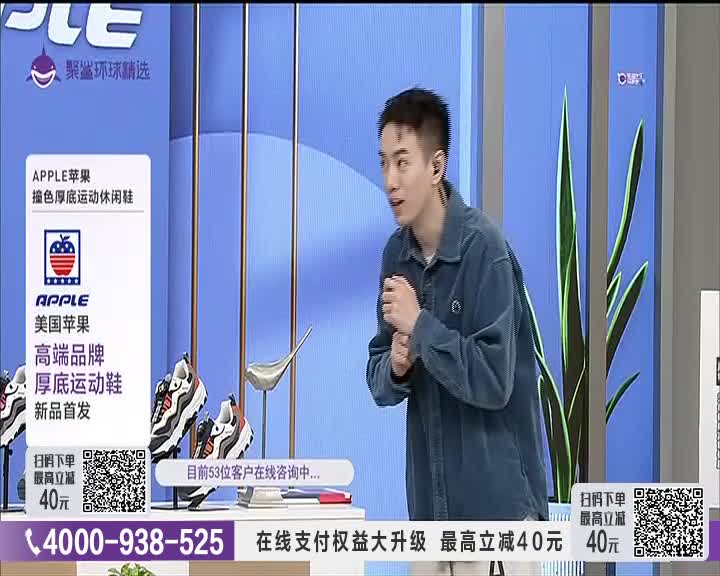 聚鲨环球精选
APPLE苹果
撞色厚底运动休闲鞋
APPLE
美国苹果
高端品牌
厚底运动鞋
新品首发
扫码下单
最高立减
40元
目前53位客户在线咨询中...
4000-938-525
在线支付权益大升级 最高立减40元
扫码下单
最高立减
40元